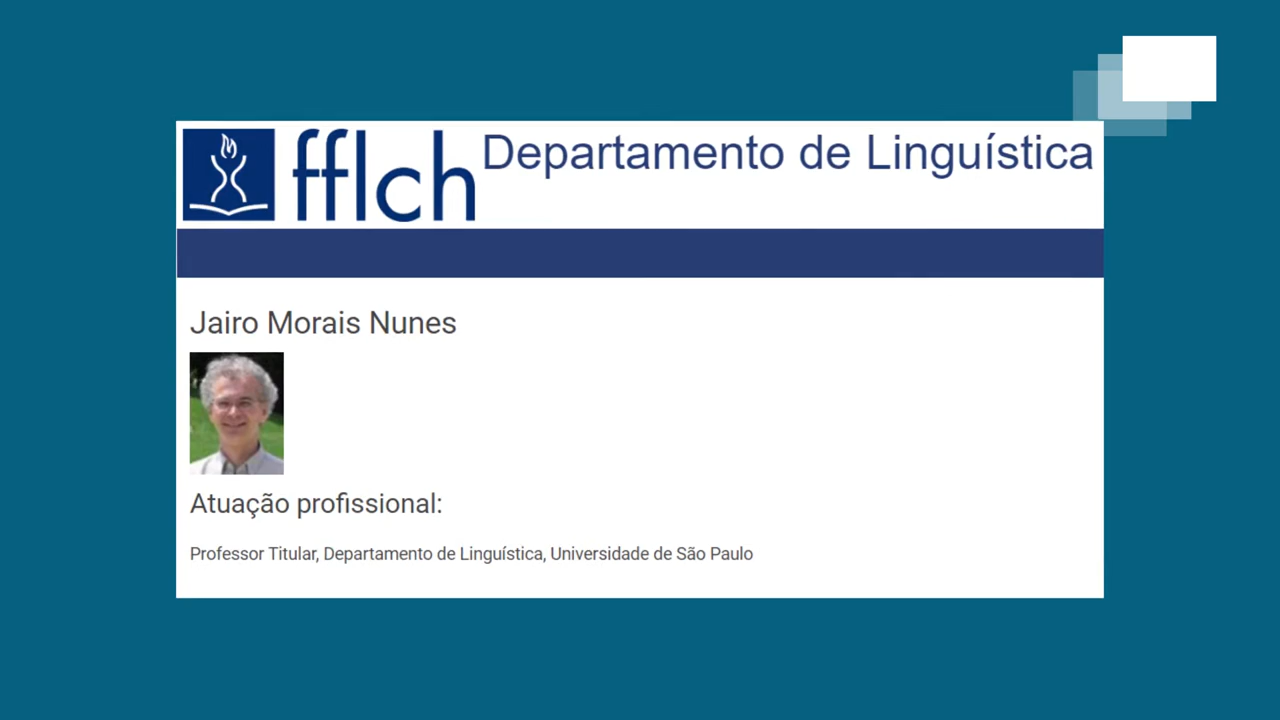 fflch Departamento de Linguística
Jairo Morais Nunes
Atuação profissional:
Professor Titular, Departamento de Linguística, Universidade de São Paulo